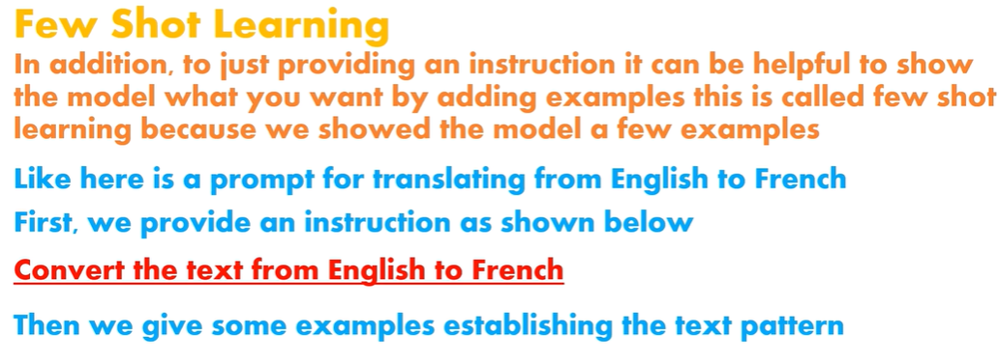 Few Shot Learning
In addition, to just providing an instruction it can be helpful to show
the model what you want by adding examples this is called few shot
learning because we showed the model a few examples
Like here is a prompt for translating from English to French
First, we provide an instruction as shown below
Convert the text from English to French
Then we give some examples establishing the text pattern